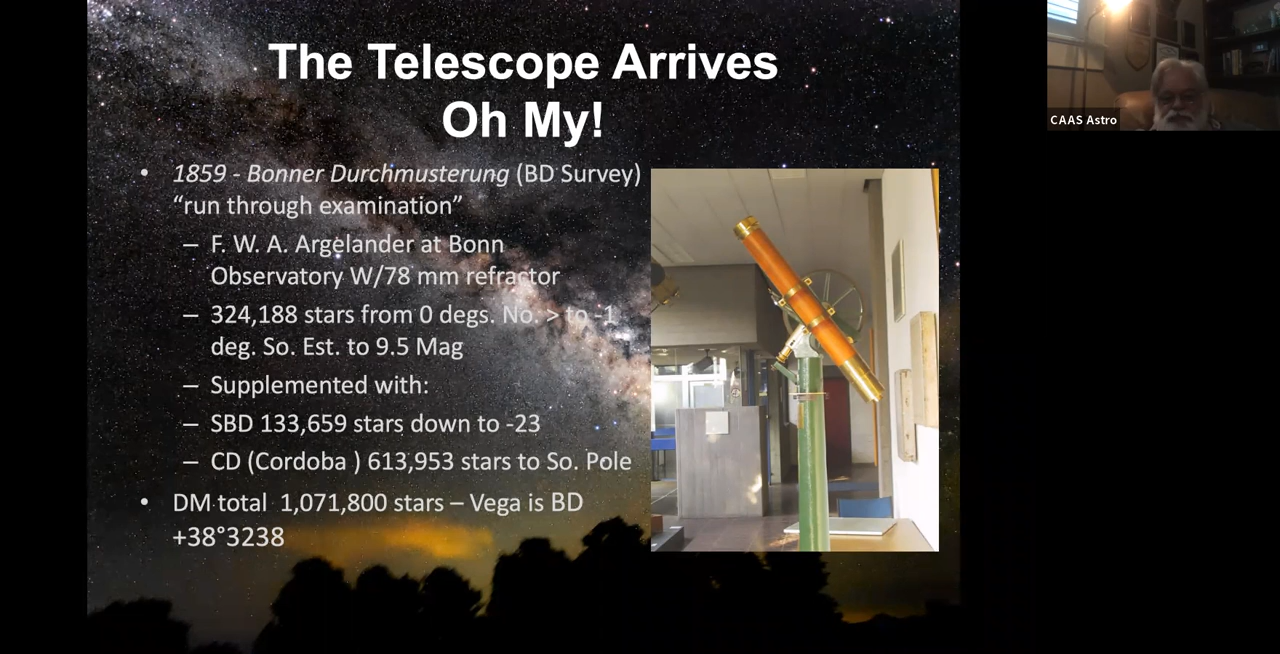 The Telescope Arrives
Oh My!
• 1859 - Bonner Durchmusterung (BD Survey)
“run through examination”
– F. W. A. Argelander at Bonn
Observatory W/78 mm refractor
– 324,188 stars from 0 degs. No. > to -1
deg. So. Est. to 9.5 Mag
– Supplemented with:
– SBD 133,659 stars down to -23
– CD (Cordoba ) 613,953 stars to So. Pole
• DM total 1,071,800 stars – Vega is BD
+38°3238
CAAS Astro